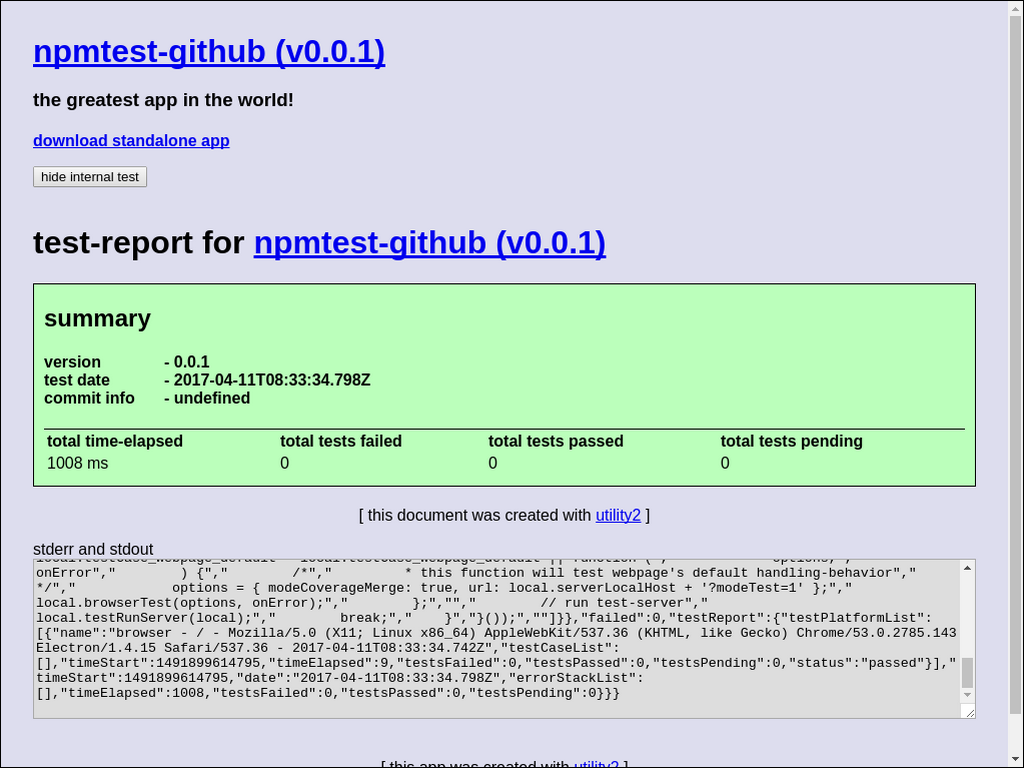 npmtest-github (v0.0.1)
the greatest app in the world!
download standalone app
hide internal test
test-report for npmtest-github (v0.0.1)
summary
version - 0.0.1
test date - 2017-04-11T08:33:34.798Z
commit info - undefined
total time-elapsed total tests failed total tests passed total tests pending
1008 ms 0 0 0
[ this document was created with utility2 ]
stderr and stdout
onError"," ) {"," /*"," * this function will test webpage's default handling-behavior","
*/"," options = { modeCoverageMerge: true, url: local.serverLocalHost + '?modeTest=1' };","
local.browserTest(options, onError);"," };",""," // run test-server","
local.testRunServer(local);"," break;"," }","}());",""]}},"failed":0,"testReport":{"testPlatformList":
[{"name":"browser - / - Mozilla/5.0 (X11; Linux x86_64) AppleWebKit/537.36 (KHTML, like Gecko) Chrome/53.0.2785.143
Electron/1.4.15 Safari/537.36 - 2017-04-11T08:33:34.742Z","testCaseList":
[],"timeStart":1491899614795,"timeElapsed":9,"testsFailed":0,"testsPassed":0,"testsPending":0,"status":"passed"}],"
timeStart":1491899614795,"date":"2017-04-11T08:33:34.798Z","errorStackList":
[],"timeElapsed":1008,"testsFailed":0,"testsPassed":0,"testsPending":0}}}
[ this app was created with utility2 ]